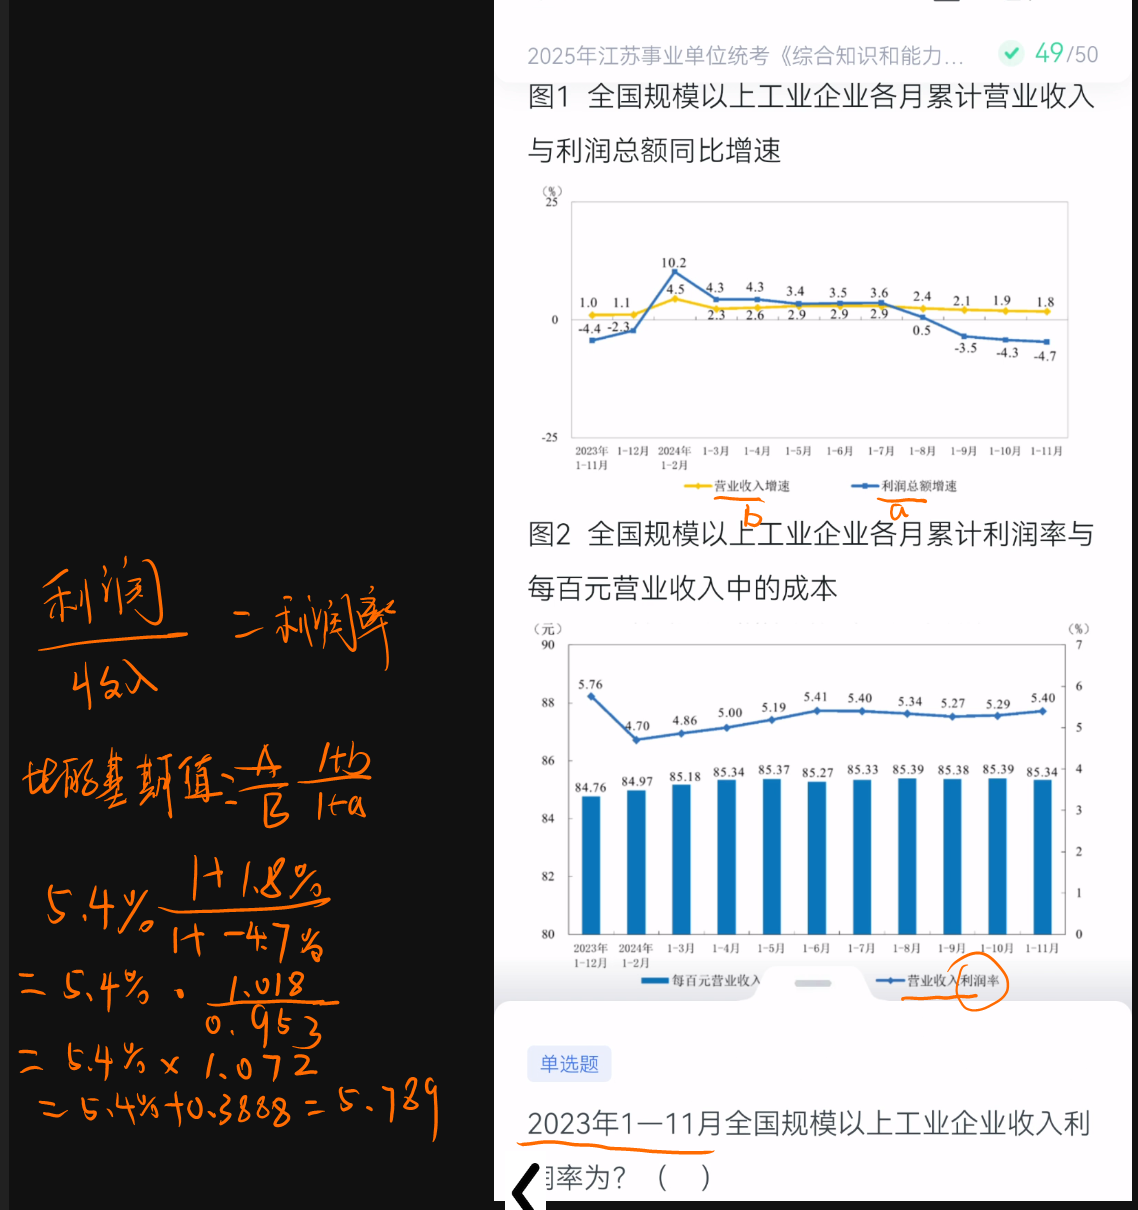 2025年江苏事业单位统考《综合知识和能力...
49/50
图1 全国规模以上工业企业各月累计营业收入
与利润总额同比增速
(%)
25
0
-25
10.2
4.5
4.3
4.3
3.4
3.5
3.6
2.4
2.1
1.9
1.8
1.0
1.1
2.3
2.6
2.9
2.9
2.9
0.5
-4.4
-2.3
-3.5
-4.3
-4.7
2023年 1-12月 2024年 1-3月 1-4月 1-5月 1-6月 1-7月 1-8月 1-9月 1-10月 1-11月
1-11月 1-2月
营业收入增速 利润总额增速
b a
图2 全国规模以上工业企业各月累计利润率与
每百元营业收入中的成本
(元) (%)
90
88
86
84
82
80
7
6
5
4
3
2
1
0
5.76 4.70 4.86 5.00 5.19 5.41 5.40 5.34 5.27 5.29 5.40
84.76 84.97 85.18 85.34 85.37 85.27 85.33 85.39 85.38 85.39 85.34
2023年 2024年 1-3月 1-4月 1-5月 1-6月 1-7月 1-8月 1-9月 1-10月 1-11月
1-12月 1-2月
每百元营业收入 营业收入利润率
单选题
2023年1—11月全国规模以上工业企业收入利
润率为？（ ）
利润
收入
=利润率
比的基期值=A/B 1+b/1+a
5.4% 1+1.8%
1+-4.7%
=5.4%·1.018
0.953
=5.4%×1.072
=5.4%+0.3888=5.789